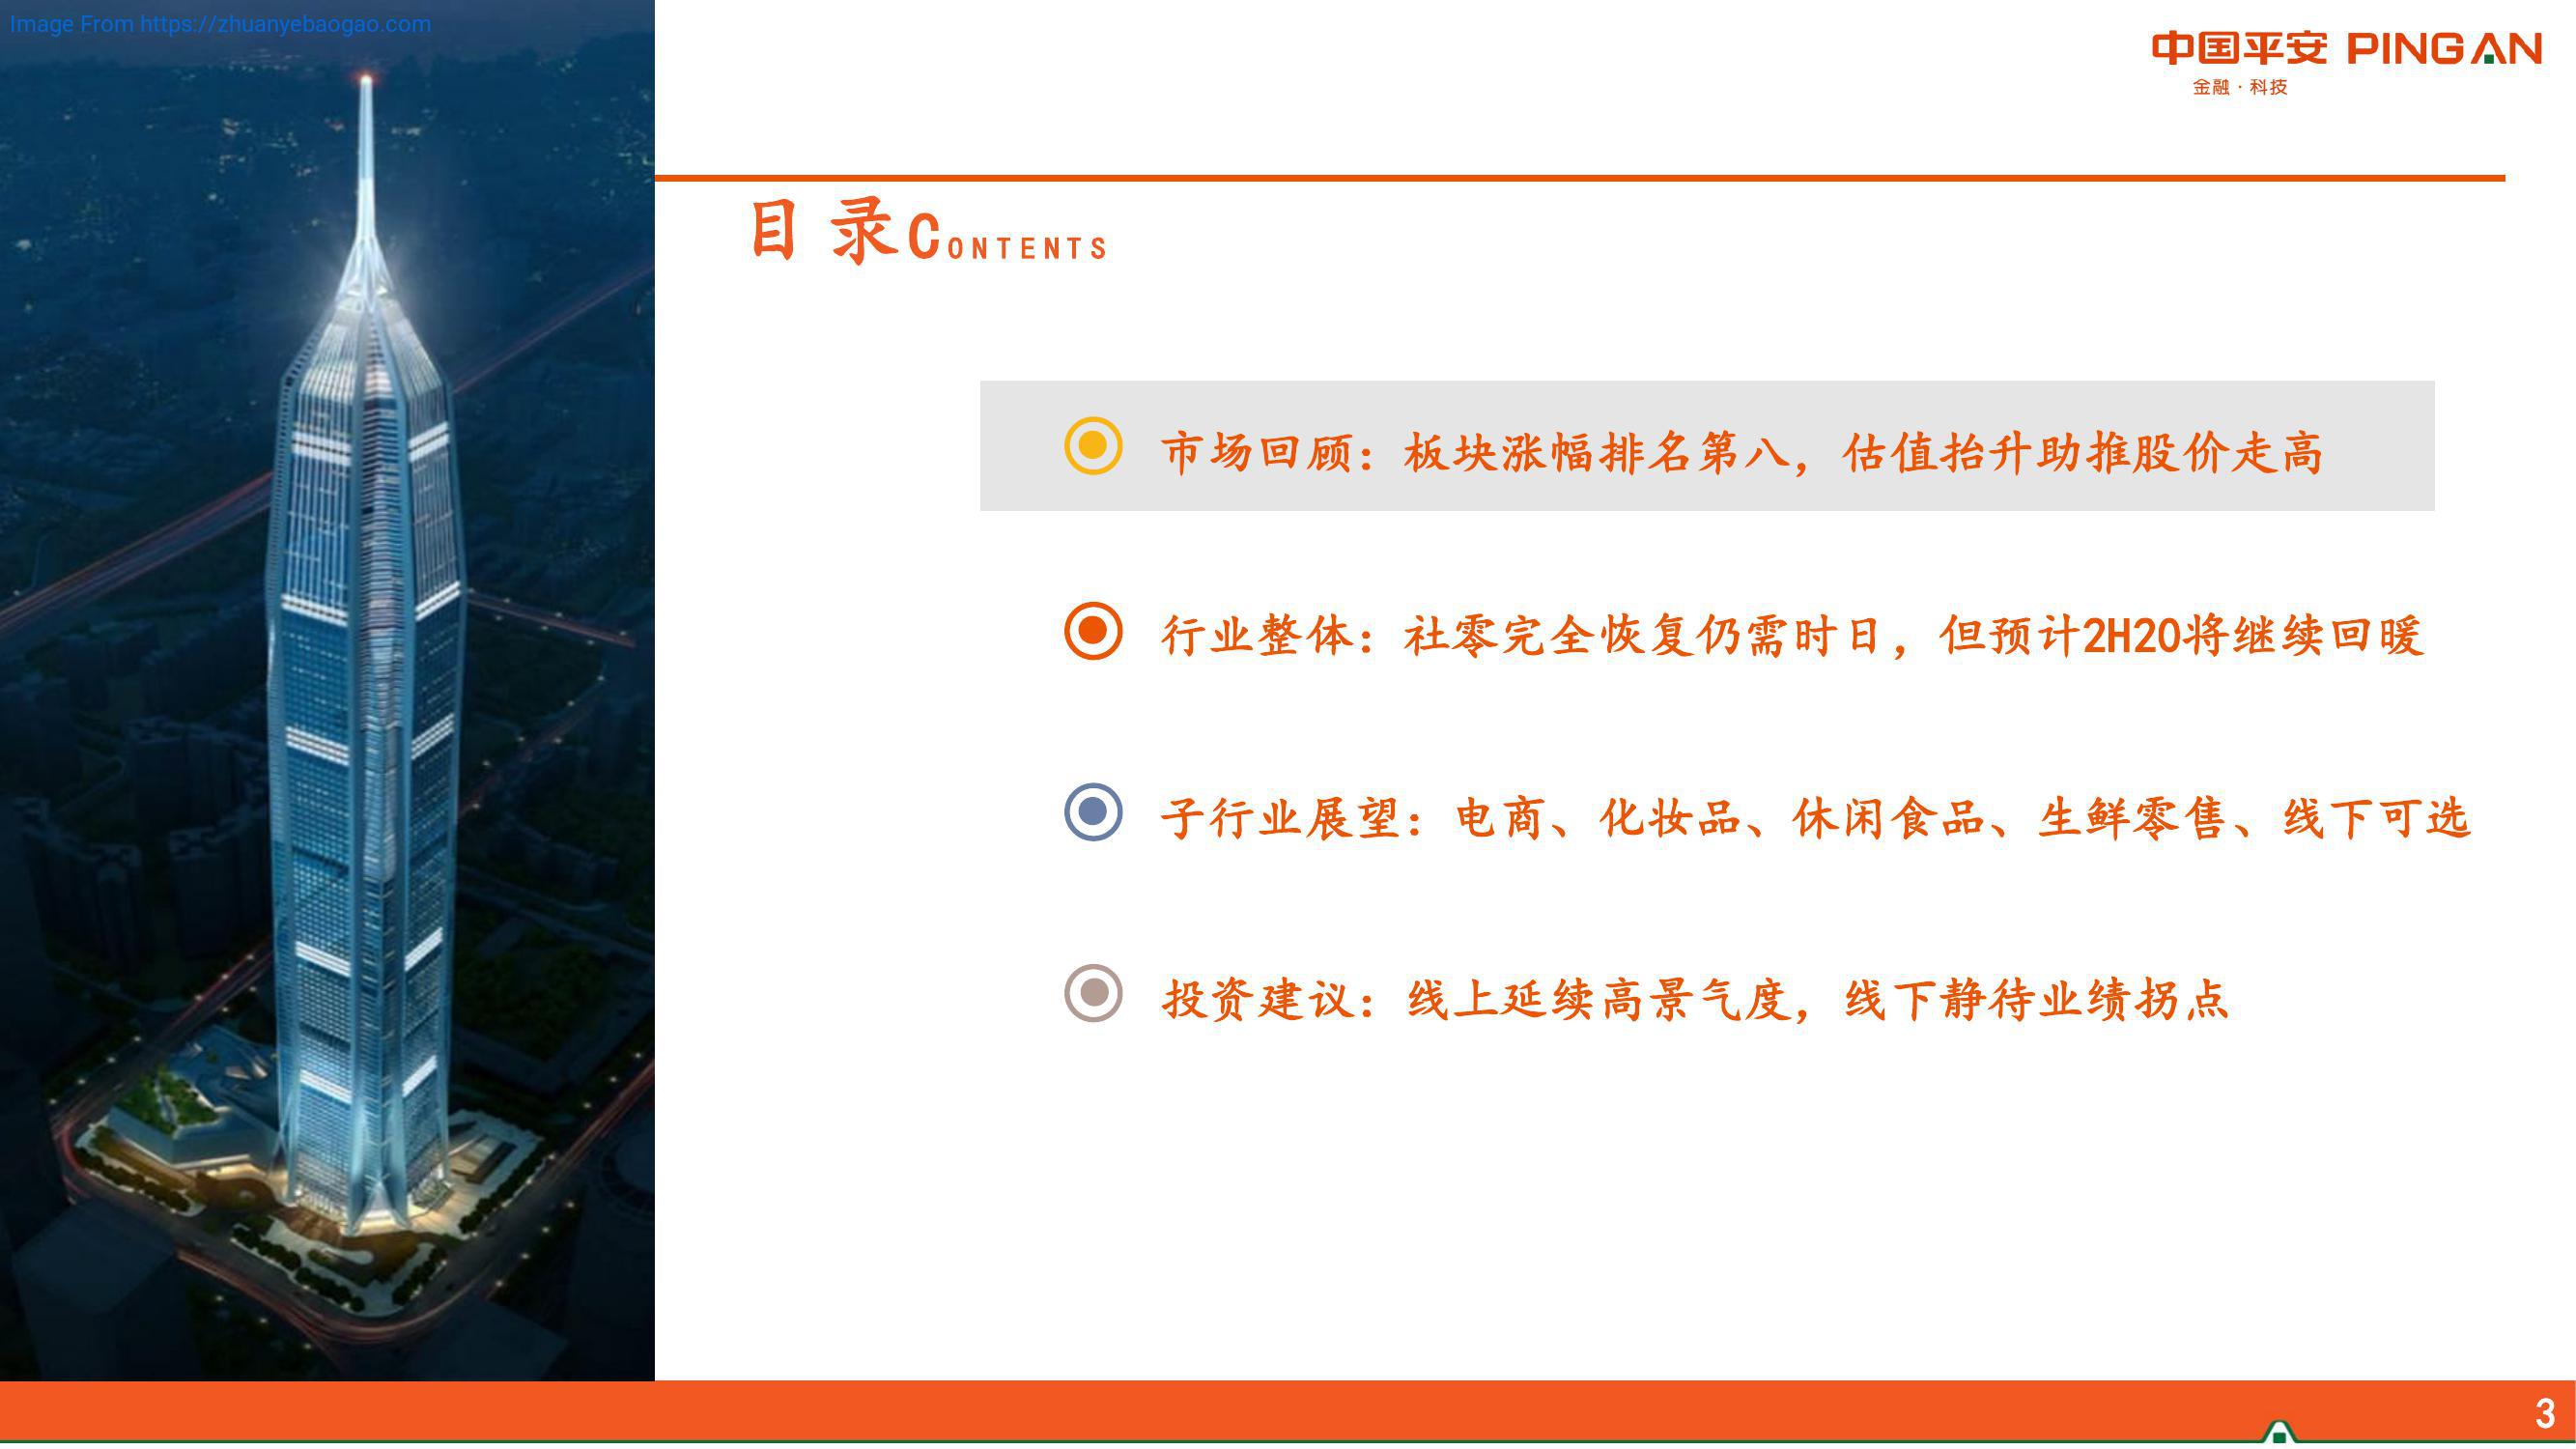 Image From https://zhuanyebaogao.com
中国平安 PINGAN
金融·科技
目录CONTENTS
市场回顾：板块涨幅排名第八，估值抬升助推股价走高
行业整体：社零完全恢复仍需时日，但预计2H20将继续回暖
子行业展望：电商、化妆品、休闲食品、生鲜零售、线下可选
投资建议：线上延续高景气度，线下静待业绩拐点
3